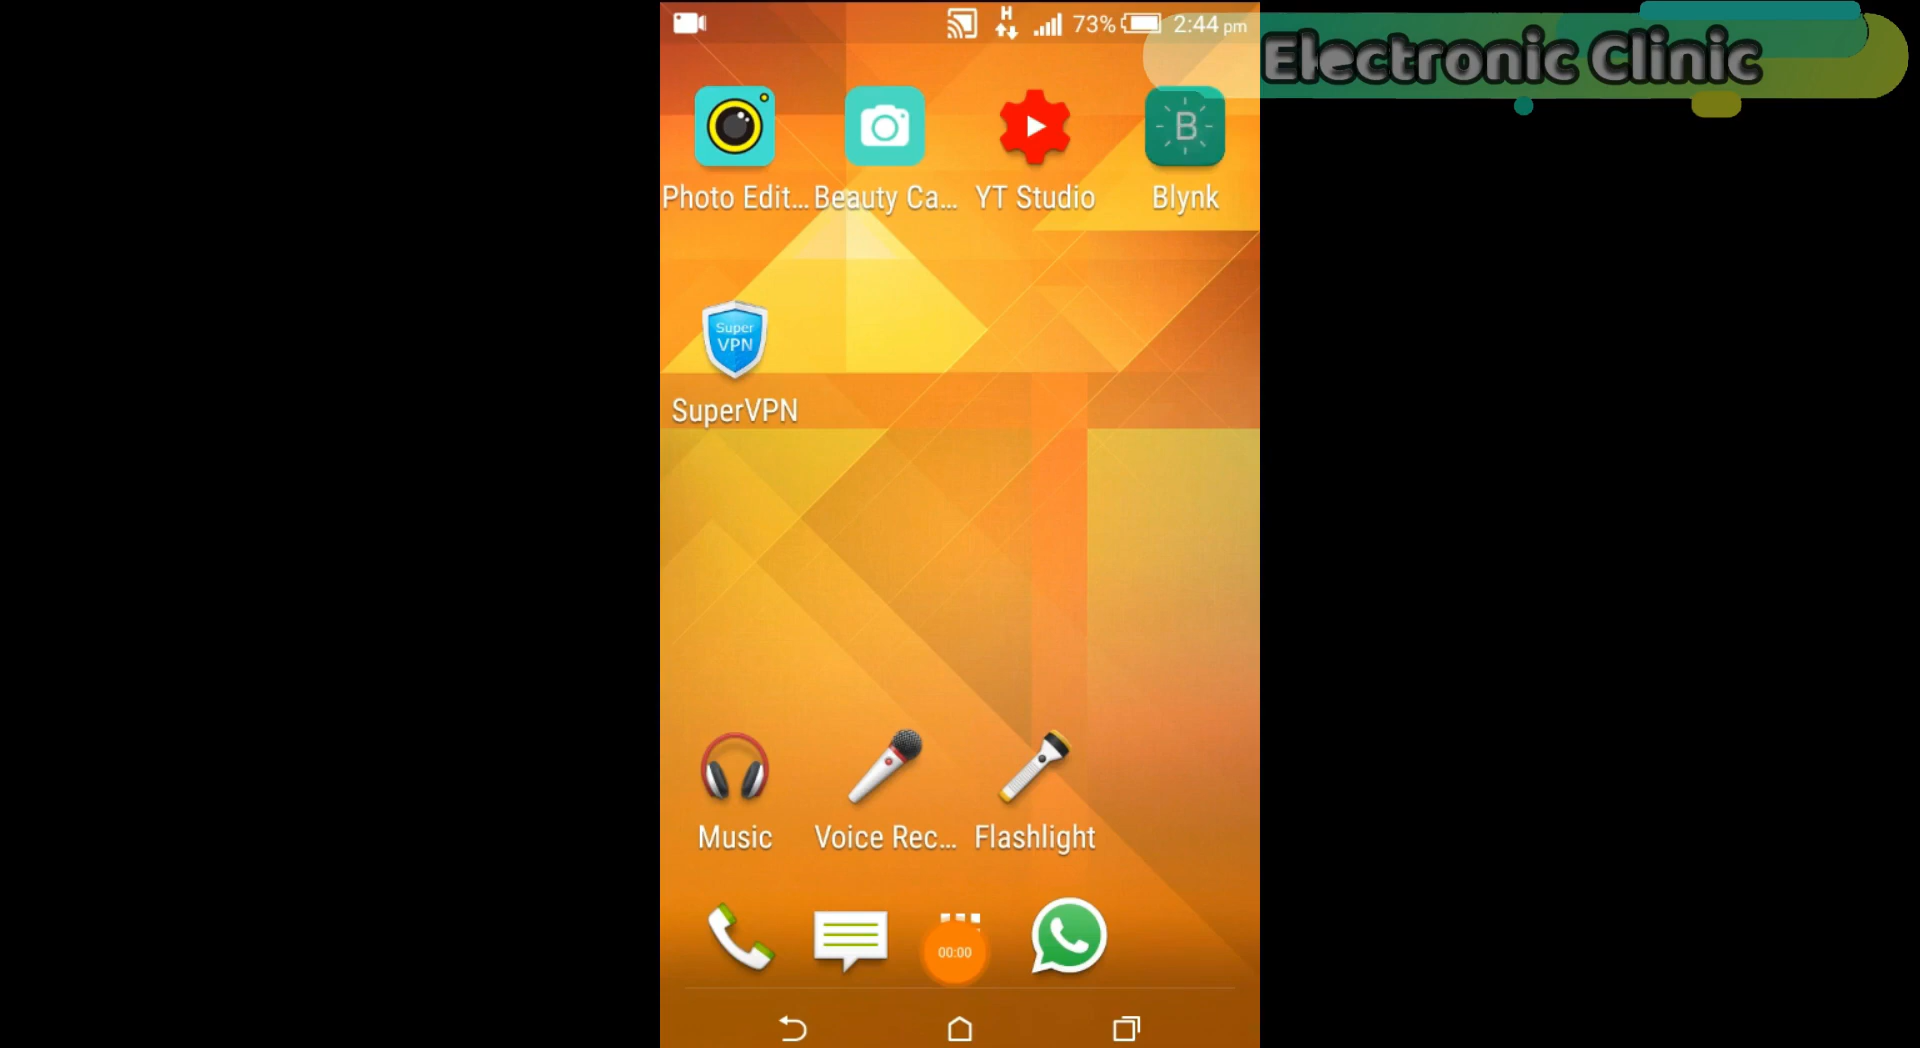 H
73%
2:44 pm
Electronic Clinic
B
Photo Edit... Beauty Ca... YT Studio Blynk
Super
VPN
SuperVPN
Music Voice Rec... Flashlight
00:00